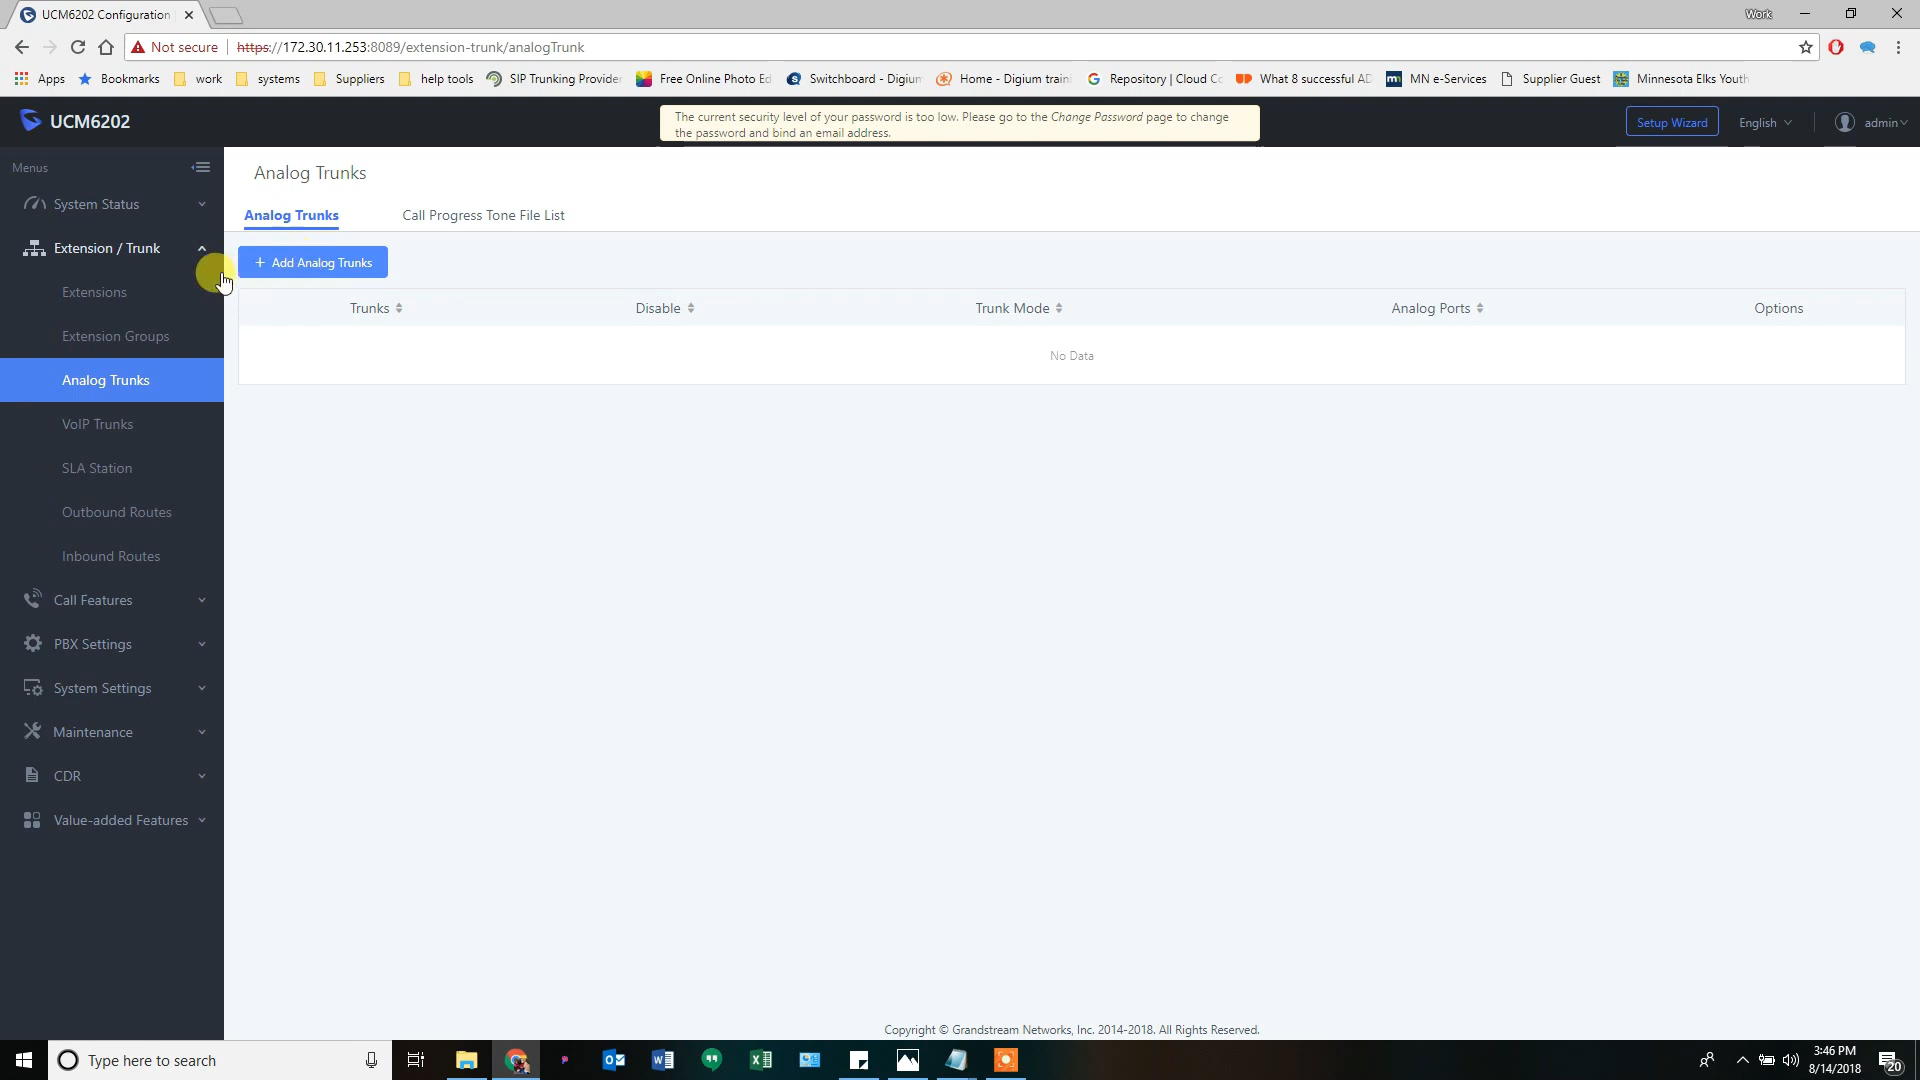 UCM6202 Configuration
Work
Not secure
https://172.30.11.253:8089/extension-trunk/analogTrunk
Apps
Bookmarks
work
systems
Suppliers
help tools
SIP Trunking Provider
Free Online Photo Ed
Switchboard - Digium
Home - Digium traini
Repository | Cloud Co
What 8 successful AD
MN e-Services
Supplier Guest
Minnesota Elks Youth
UCM6202
The current security level of your password is too low. Please go to the Change Password page to change
the password and bind an email address.
Setup Wizard
English
admin
Menus
System Status
Extension / Trunk
Extensions
Extension Groups
Analog Trunks
VoIP Trunks
SLA Station
Outbound Routes
Inbound Routes
Call Features
PBX Settings
System Settings
Maintenance
CDR
Value-added Features
Analog Trunks
Analog Trunks
Call Progress Tone File List
+ Add Analog Trunks
Trunks
Disable
Trunk Mode
Analog Ports
Options
No Data
Copyright © Grandstream Networks, Inc. 2014-2018. All Rights Reserved.
Type here to search
3:46 PM
8/14/2018
20